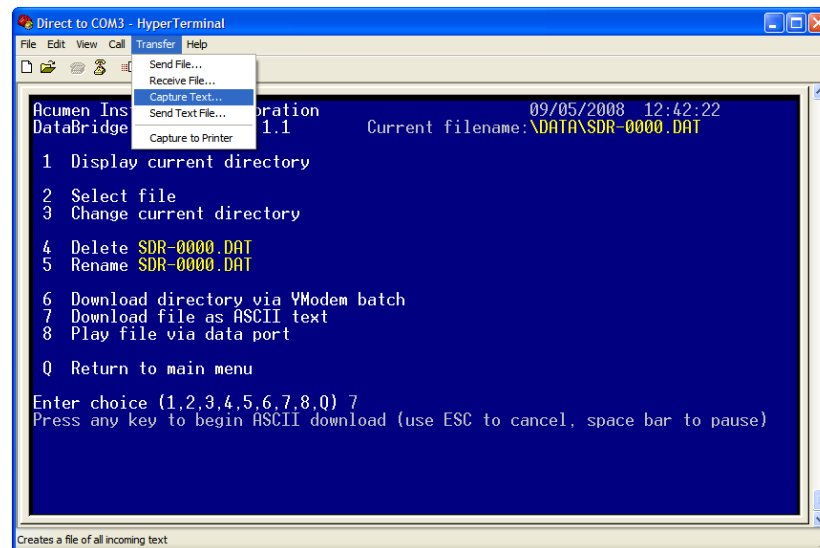 Direct to COM3 - HyperTerminal
File Edit View Call Transfer Help
Send File...
Receive File...
Capture Text...
Send Text File...
Capture to Printer
Acumen Ins oration 09/05/2008 12:42:22
DataBridge 1.1 Current filename:\DATA\SDR-0000.DAT
1 Display current directory
2 Select file
3 Change current directory
4 Delete SDR-0000.DAT
5 Rename SDR-0000.DAT
6 Download directory via YModem batch
7 Download file as ASCII text
8 Play file via data port
Q Return to main menu
Enter choice (1,2,3,4,5,6,7,8,Q) 7
Press any key to begin ASCII download (use ESC to cancel, space bar to pause)
Creates a file of all incoming text